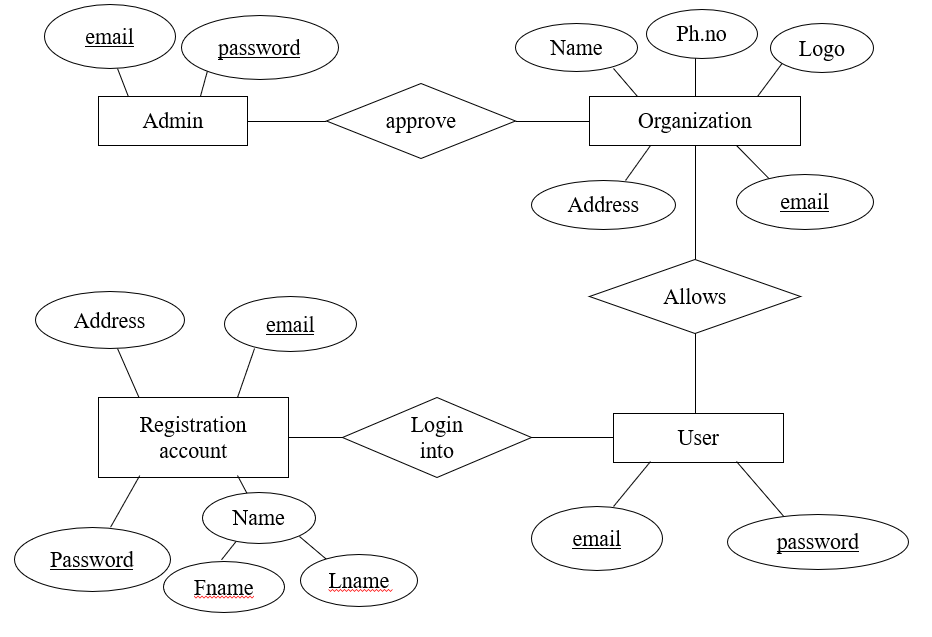 email
password
Name
Ph.no
Logo
Admin
approve
Organization
Address
email
Allows
Address
email
Registration
account
Login
into
User
Password
Name
Fname
Lname
email
password